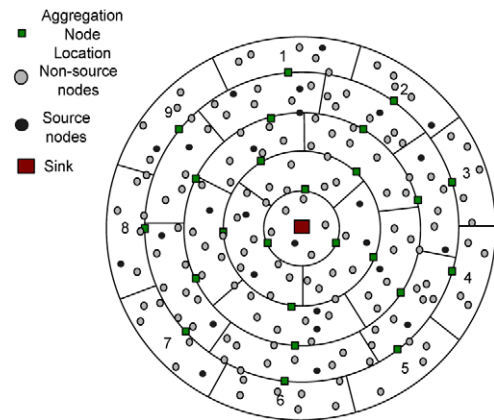 Aggregation
Node
Location
Non-source
nodes
Source
nodes
Sink
1
2
3
4
5
6
7
8
9